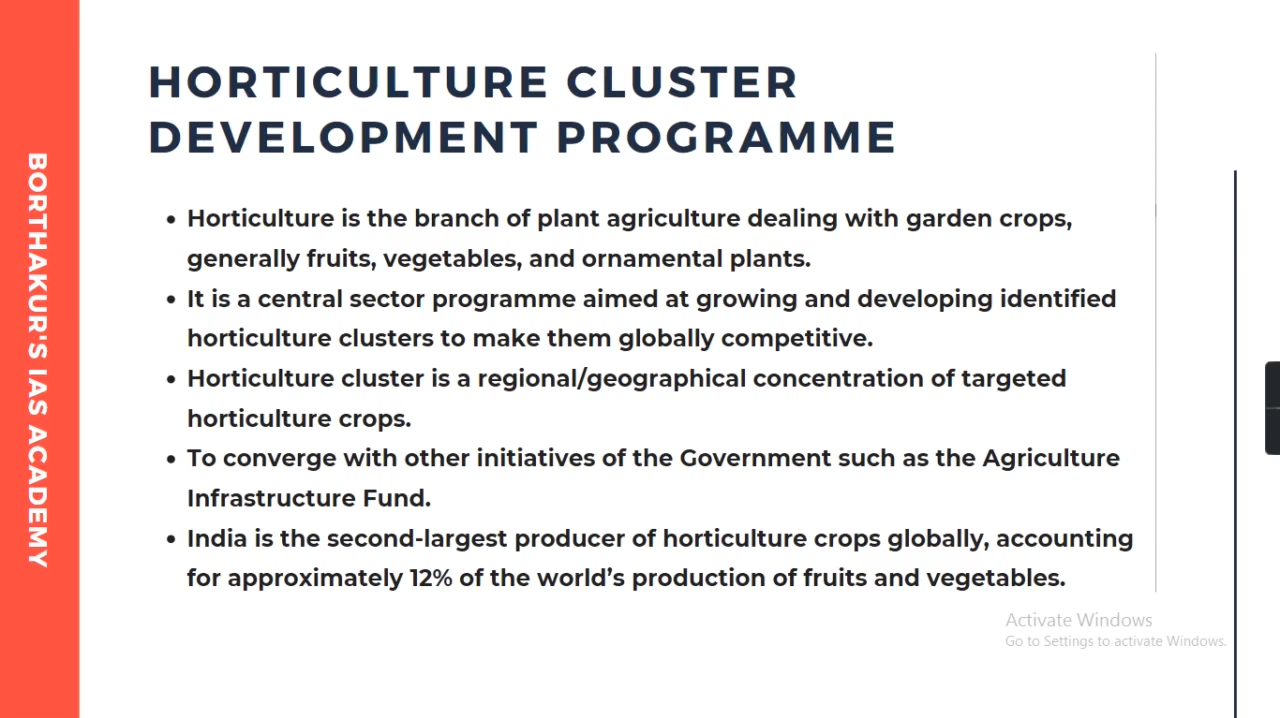 BORTHAKUR'S IAS ACADEMY
HORTICULTURE CLUSTER
DEVELOPMENT PROGRAMME
• Horticulture is the branch of plant agriculture dealing with garden crops,
generally fruits, vegetables, and ornamental plants.
• It is a central sector programme aimed at growing and developing identified
horticulture clusters to make them globally competitive.
• Horticulture cluster is a regional/geographical concentration of targeted
horticulture crops.
• To converge with other initiatives of the Government such as the Agriculture
Infrastructure Fund.
• India is the second-largest producer of horticulture crops globally, accounting
for approximately 12% of the world’s production of fruits and vegetables.
Activate Windows
Go to Settings to activate Windows.